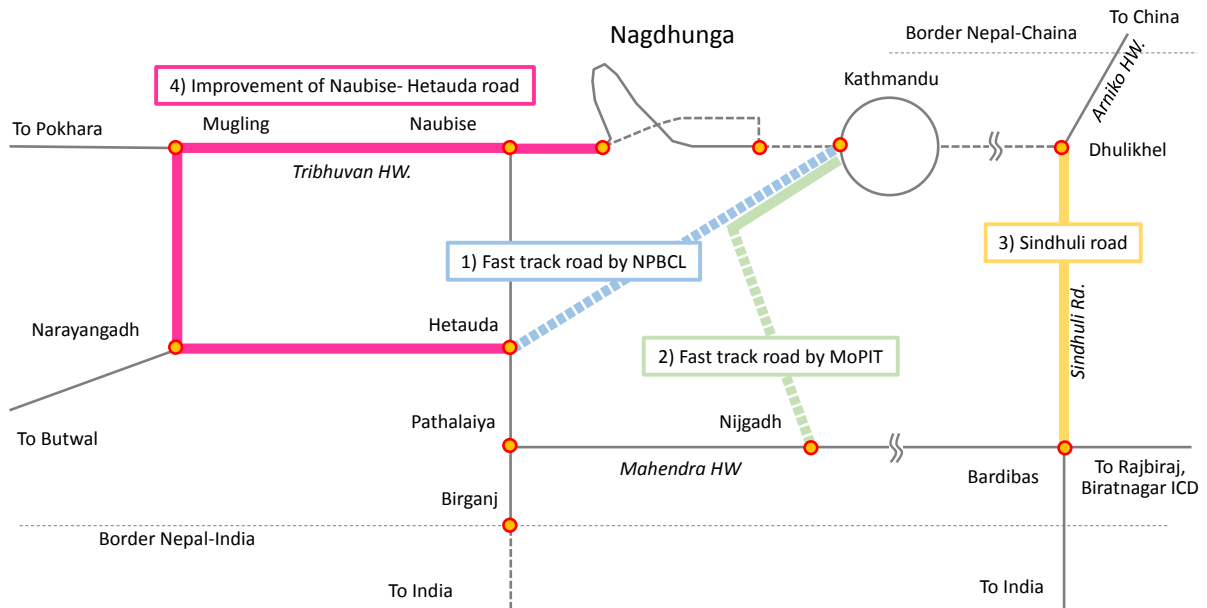 To China
Border Nepal-Chaina
Nagdhunga
Arniko HW.
4) Improvement of Naubise- Hetauda road
Kathmandu
To Pokhara
Mugling
Naubise
Dhulikhel
Tribhuvan HW.
3) Sindhuli road
1) Fast track road by NPBCL
Narayangadh
Hetauda
Sindhuli Rd.
2) Fast track road by MoPIT
To Butwal
Pathalaiya
Nijgadh
Mahendra HW
Bardibas
To Rajbiraj,
Biratnagar ICD
Birganj
Border Nepal-India
To India
To India